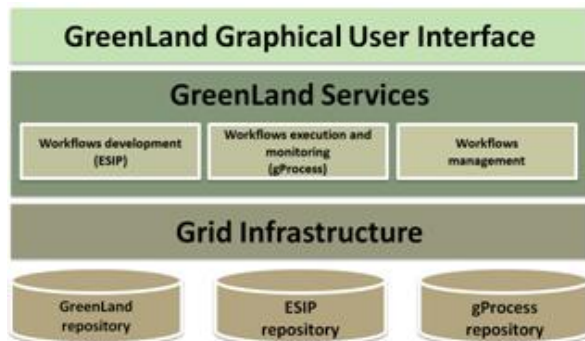 GreenLand Graphical User Interface
GreenLand Services
Workflows development
(ESIP)
Workflows execution and
monitoring
(gProcess)
Workflows
management
Grid Infrastructure
GreenLand
repository
ESIP
repository
gProcess
repository